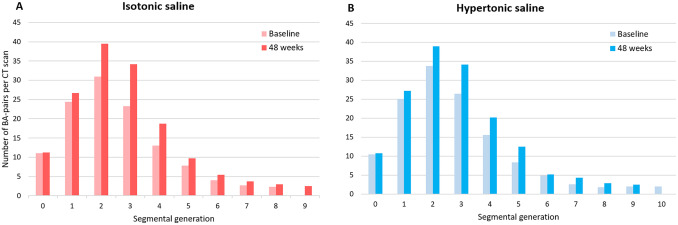 A
Isotonic saline
Number of BA-pairs per CT scan
45
40
35
30
25
20
15
10
5
0
Baseline
48 weeks
0 1 2 3 4 5 6 7 8 9
Segmental generation
B
Hypertonic saline
45
40
35
30
25
20
15
10
5
0
Baseline
48 weeks
0 1 2 3 4 5 6 7 8 9 10
Segmental generation